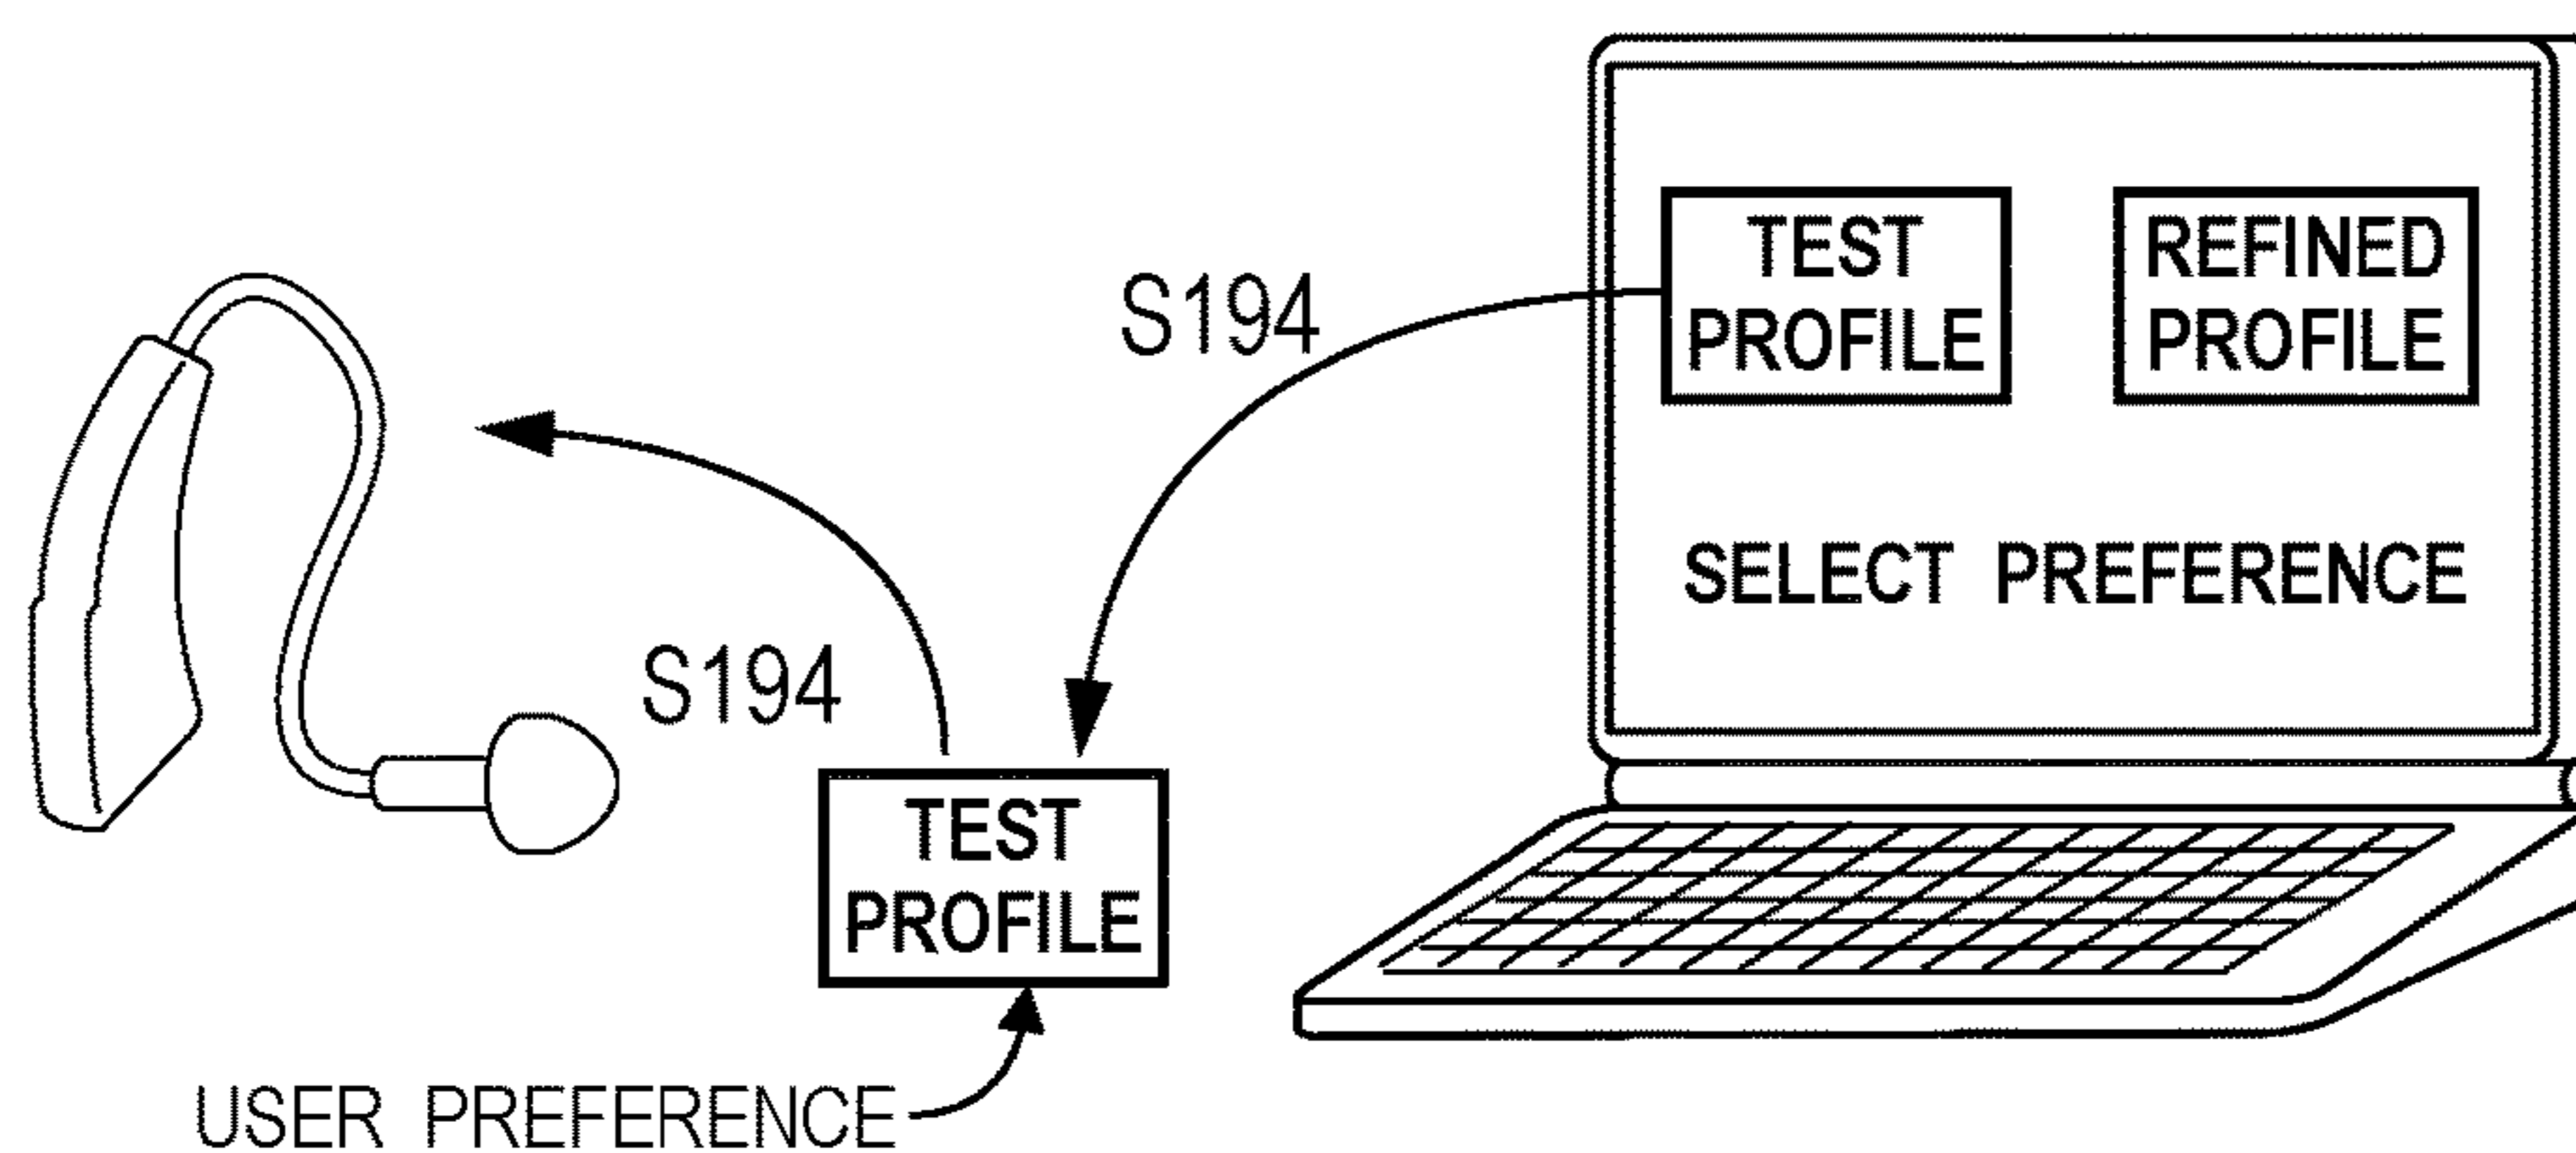 S194
TEST
PROFILE
REFINED
PROFILE
SELECT PREFERENCE
S194
TEST
PROFILE
USER PREFERENCE